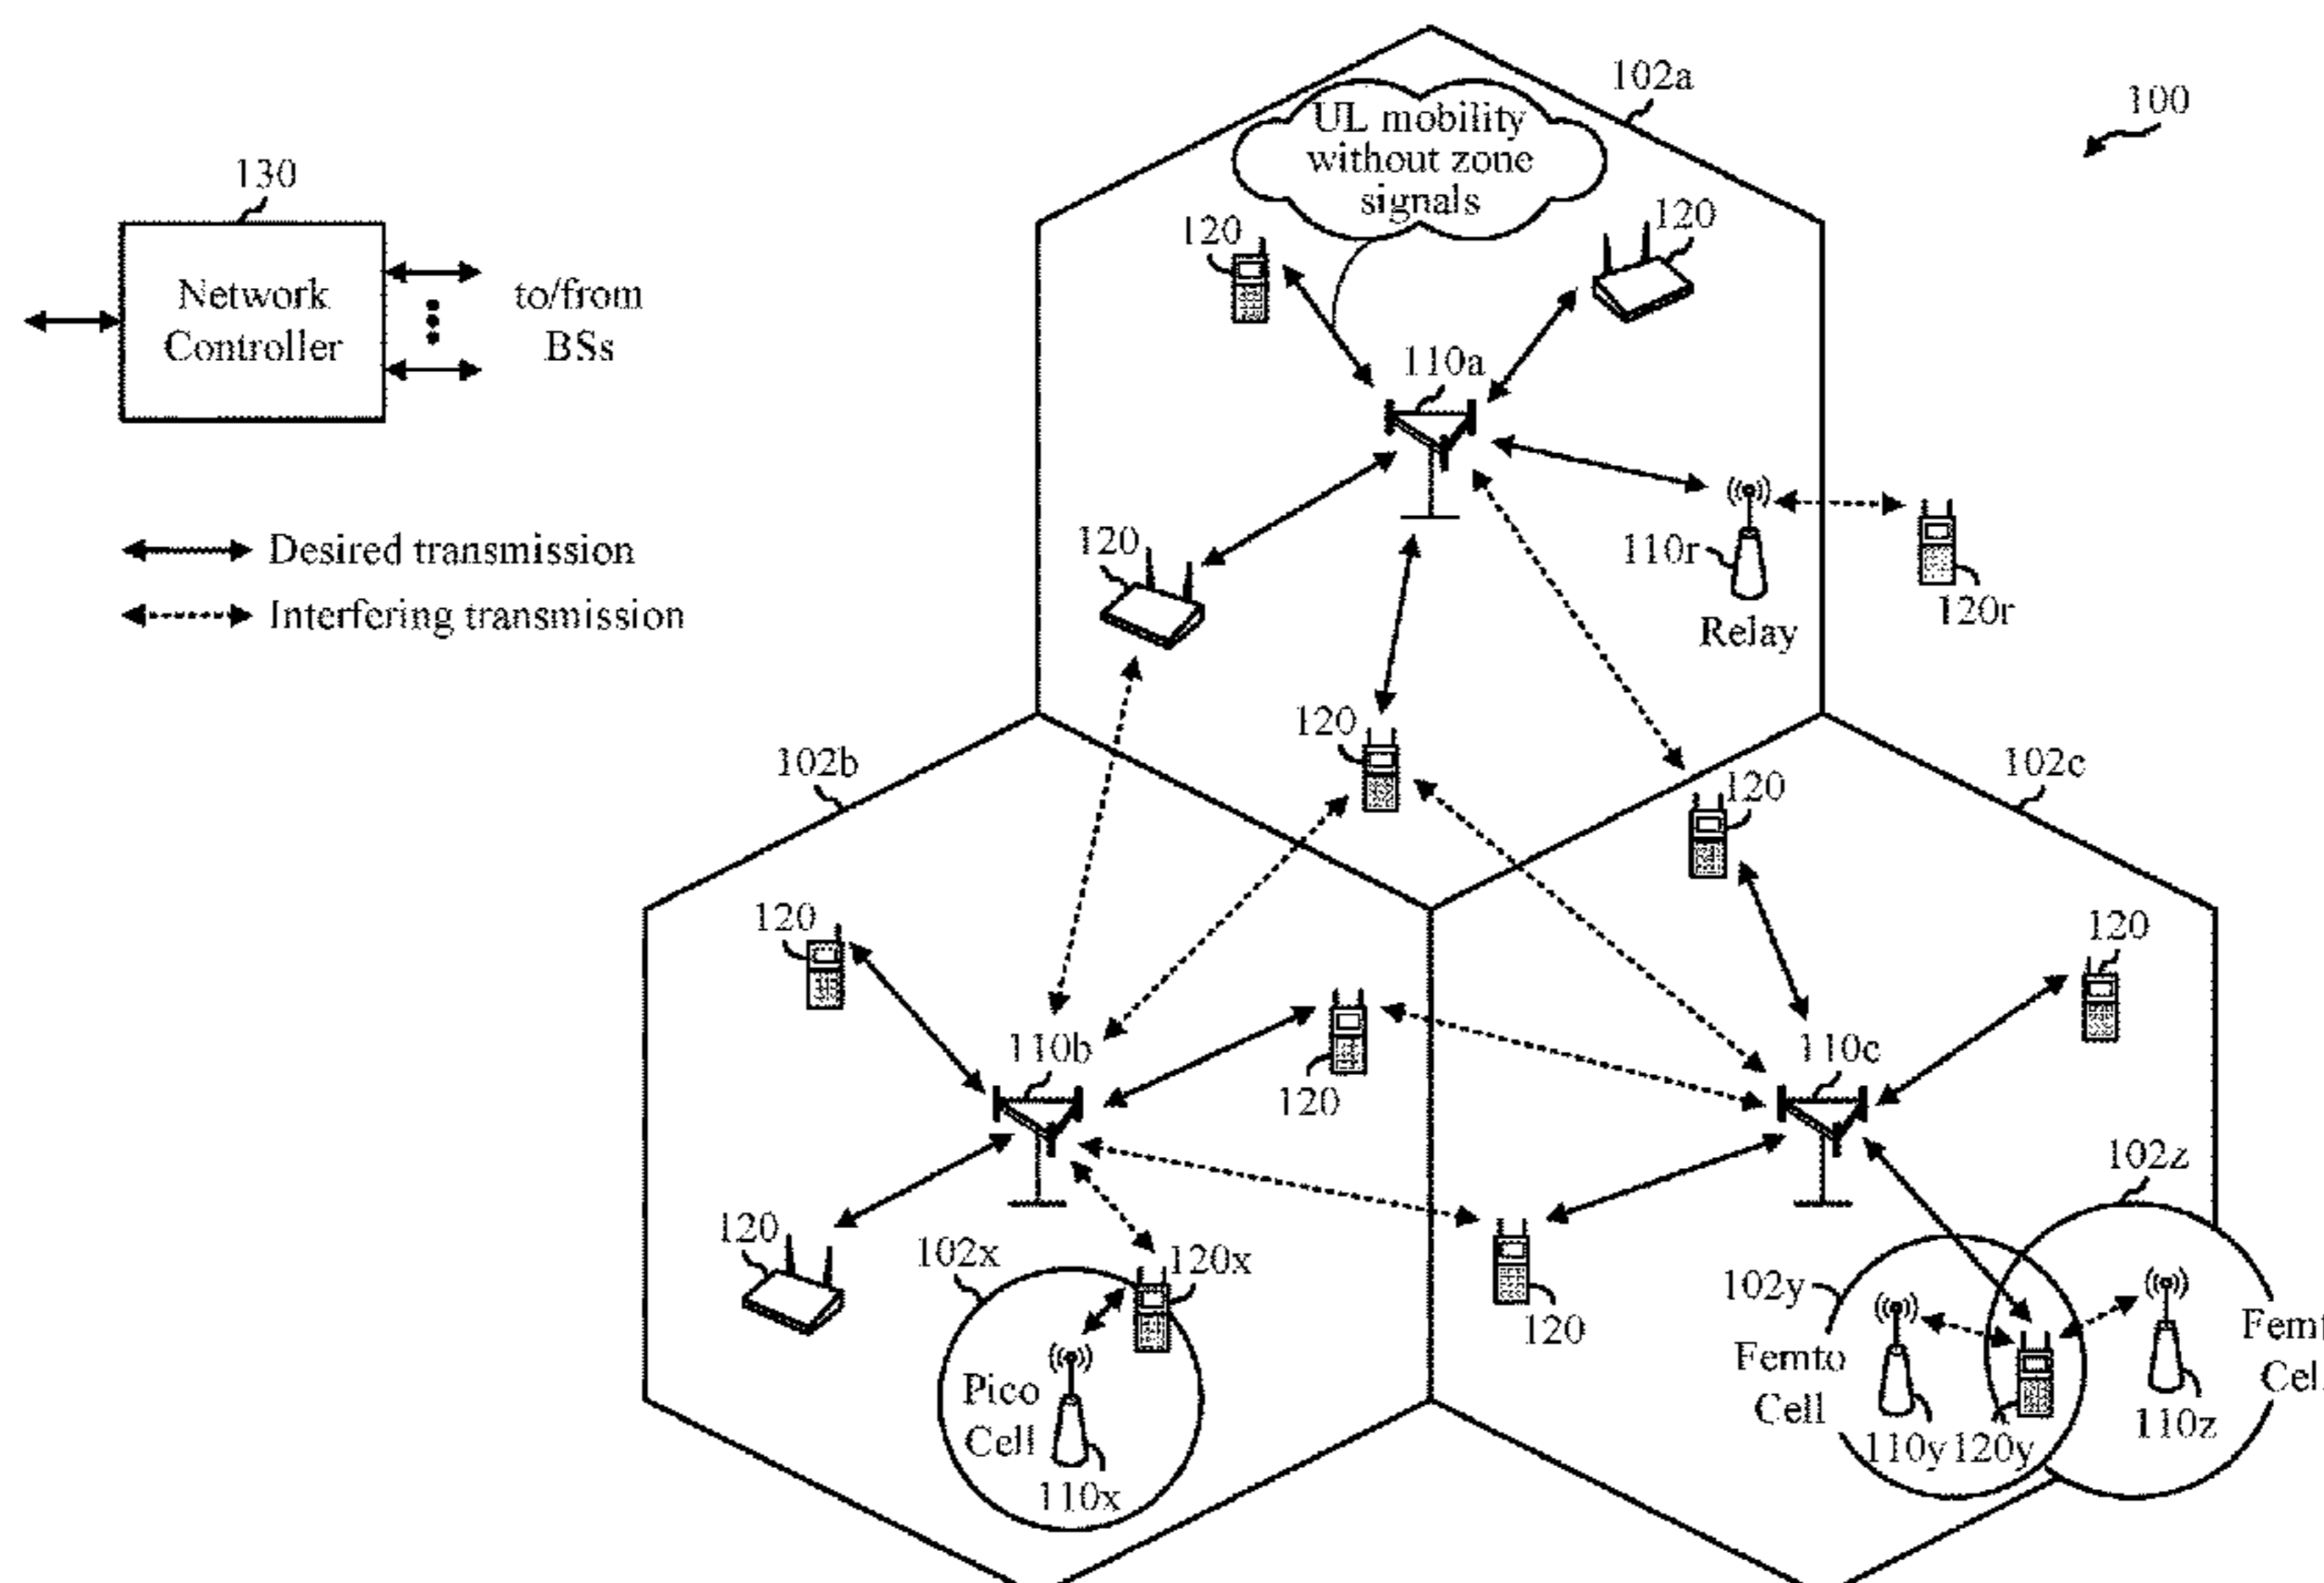 102a
100
UL mobility
without zone
signals
130
120
120
Network
Controller
to/from
BSs
110a
Desired transmission
Interfering transmission
120
110r
120r
Relay
120
102b
120
102c
120
120
110b
110c
120
102z
120
102x
120x
102y
120
Femto
Cell
Pico
Cell
110x
110y
120y
110z